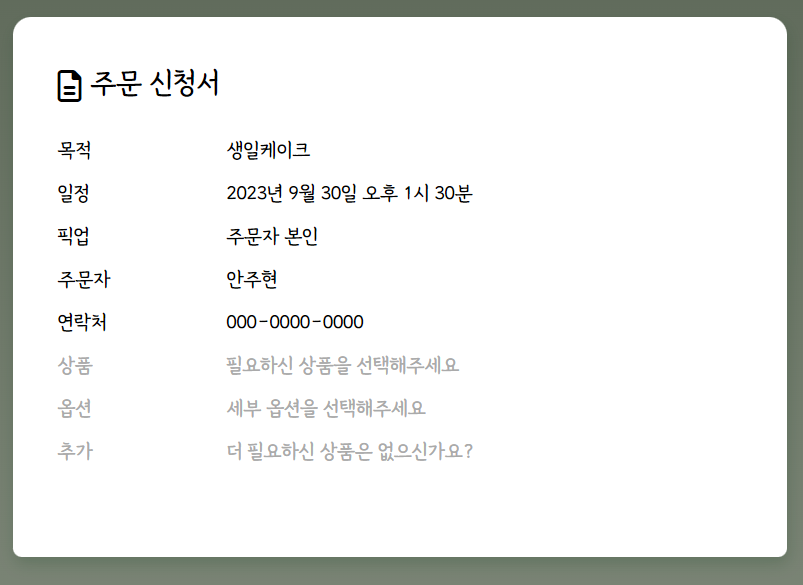 주문 신청서
목적 생일케이크
일정 2023년 9월 30일 오후 1시 30분
픽업 주문자 본인
주문자 안주현
연락처 000-0000-0000
상품 필요하신 상품을 선택해주세요
옵션 세부 옵션을 선택해주세요
추가 더 필요하신 상품은 없으신가요?